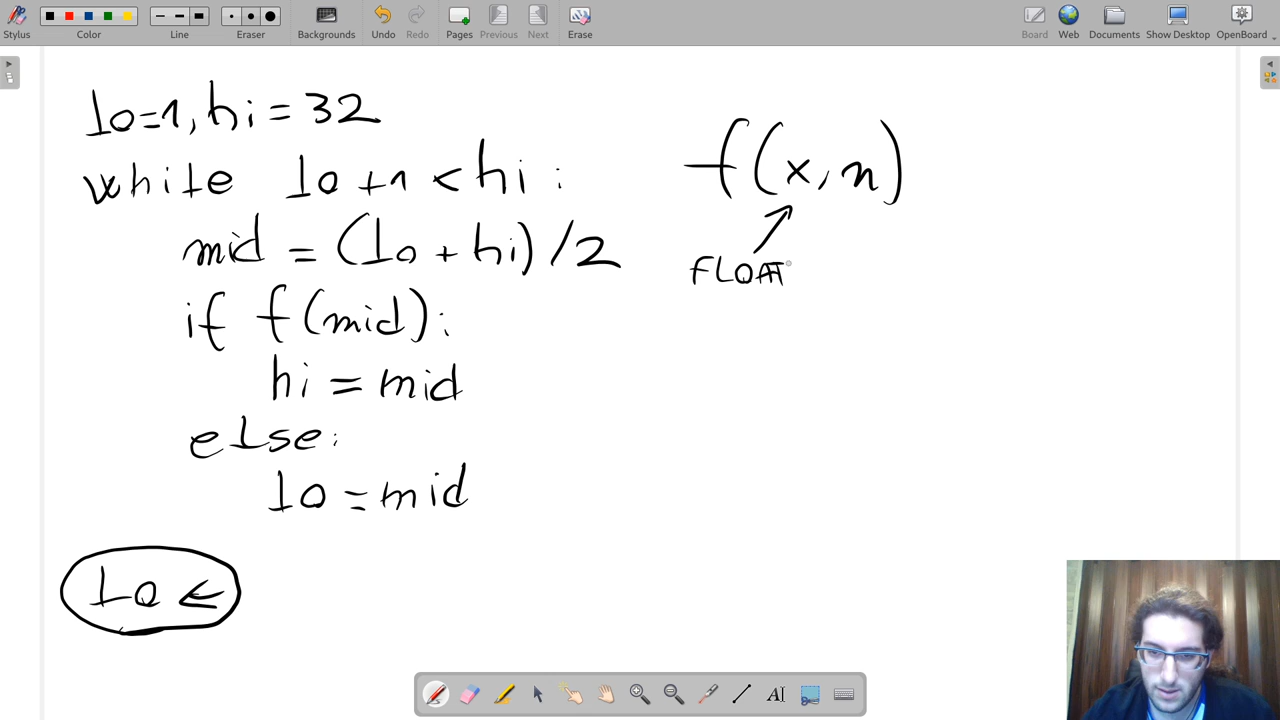 Stylus Color Line Eraser Backgrounds Undo Redo Pages Previous Next Erase Board Web Documents Show Desktop OpenBoard
lo=1, hi = 32
while lo+1 < hi :
mid = (lo + hi) / 2
if f(mid):
hi = mid
else:
lo = mid
lo ←
f(x, n)
FLOAT
AI